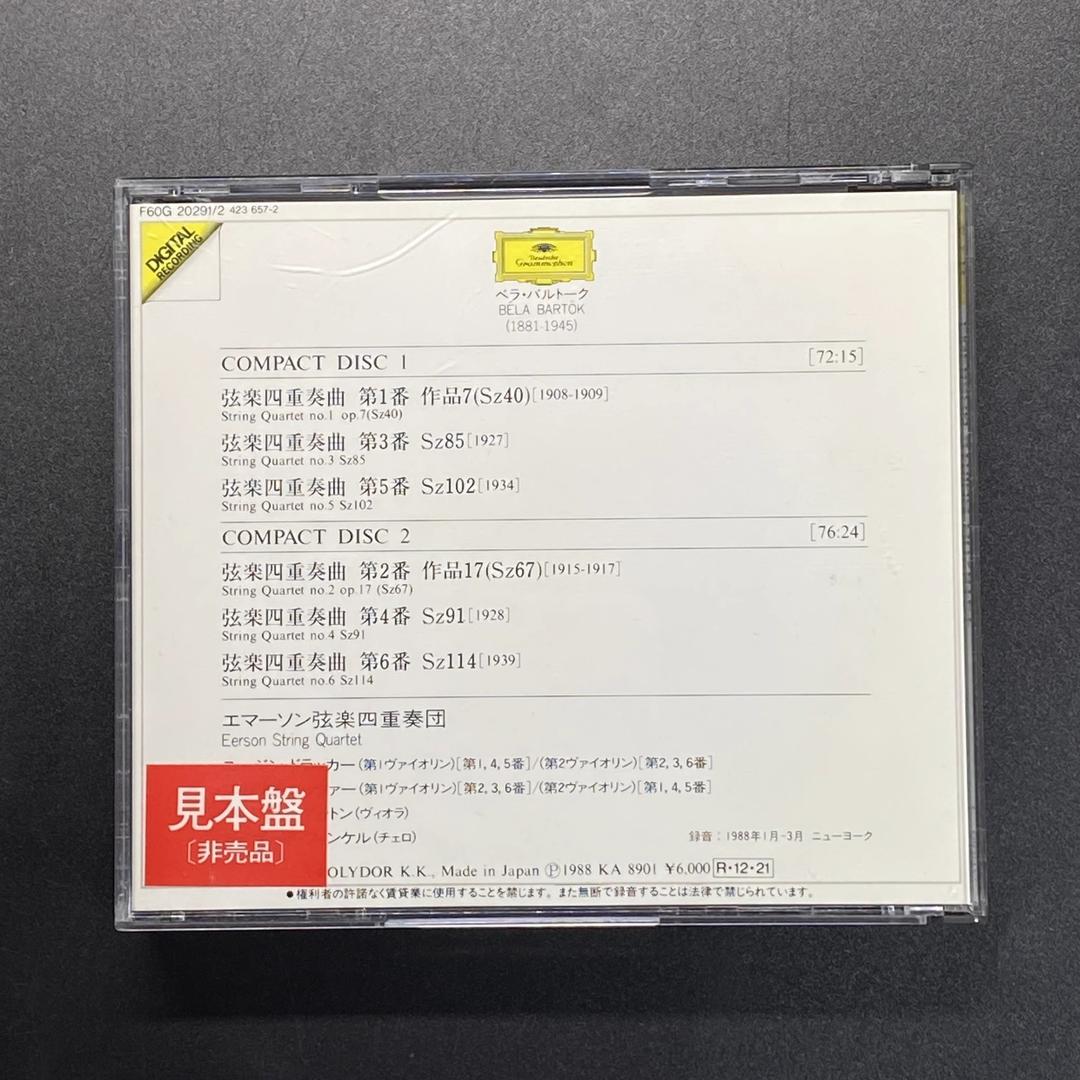 F60G 20291/2 423 657-2
DIGITAL
RECORDING
Deutsche
Grammophon
ベラ・バルトーク
BÉLA BARTÓK
(1881-1945)
COMPACT DISC 1 [72:15]
弦楽四重奏曲 第1番 作品7(Sz40)[1908-1909]
String Quartet no.1 op.7(Sz40)
弦楽四重奏曲 第3番 Sz85[1927]
String Quartet no.3 Sz85
弦楽四重奏曲 第5番 Sz102[1934]
String Quartet no.5 Sz102
COMPACT DISC 2 [76:24]
弦楽四重奏曲 第2番 作品17(Sz67)[1915-1917]
String Quartet no.2 op.17 (Sz67)
弦楽四重奏曲 第4番 Sz91[1928]
String Quartet no.4 Sz91
弦楽四重奏曲 第6番 Sz114[1939]
String Quartet no.6 Sz114
エマーソン弦楽四重奏団
Eerson String Quartet
カー(第1ヴァイオリン)[第1,4,5番]/(第2ヴァイオリン)[第2,3,6番]
ァー(第1ヴァイオリン)[第2,3,6番]/(第2ヴァイオリン)[第1,4,5番]
トン(ヴィオラ)
ンケル(チェロ) 録音：1988年1月-3月 ニューヨーク
見本盤
〔非売品〕
OLYDOR K.K., Made in Japan Ⓟ1988 KA 8901 ¥6,000 R・12・21
●権利者の許諾なく賃貸業に使用することを禁じます。また無断で録音することは法律で禁じられています。